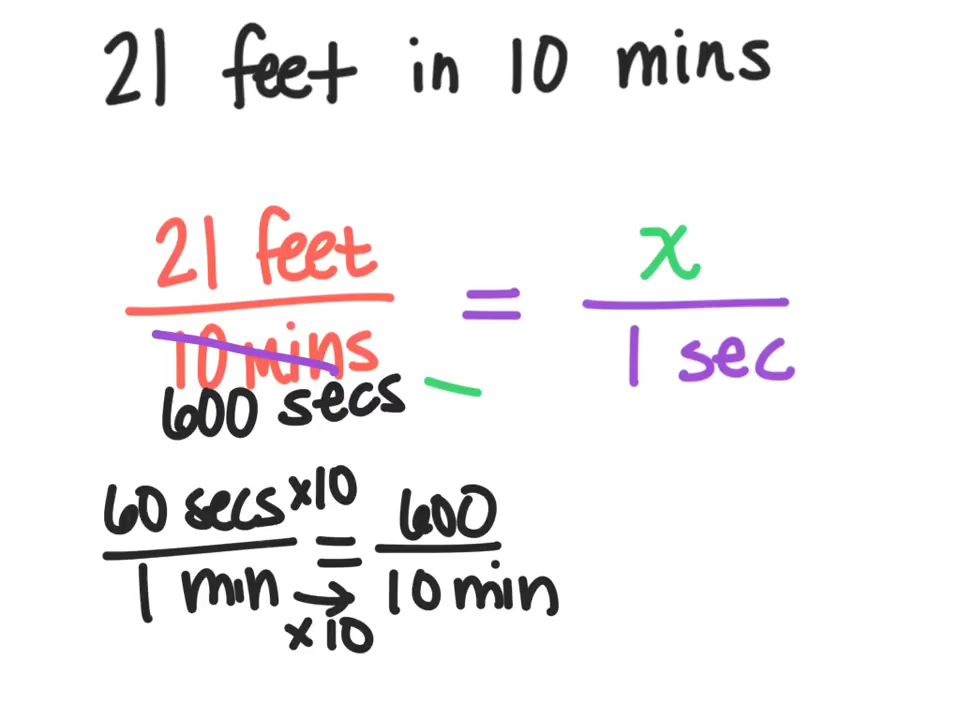 21 feet in 10 mins
21 feet = x
10 mins 1 sec
600 secs
60 secs x10 = 600
1 min → 10 min
x 10